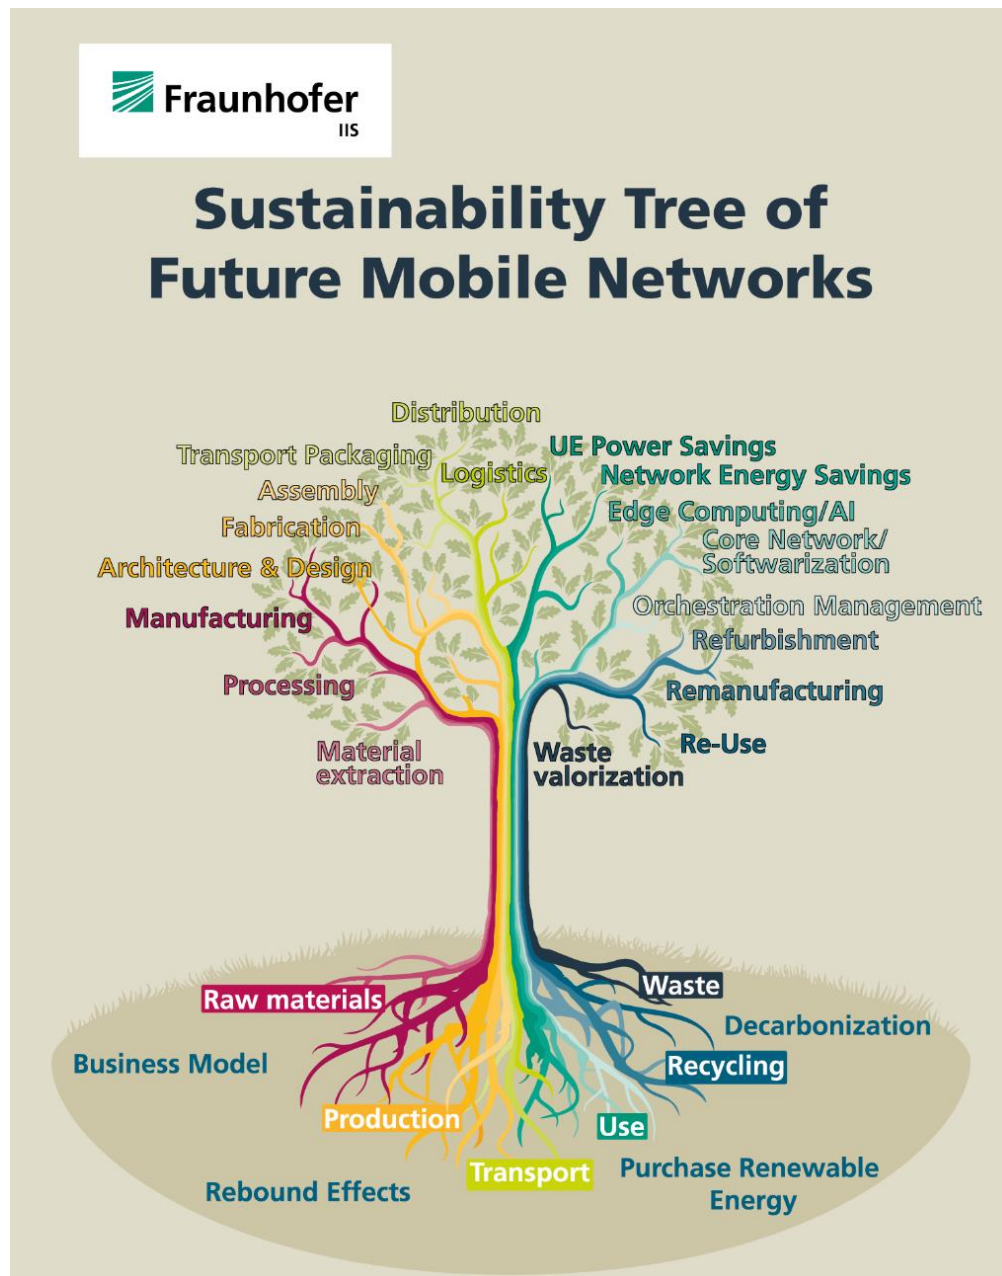 Fraunhofer
IIS
Sustainability Tree of
Future Mobile Networks
Distribution
UE Power Savings
Transport Packaging
Logistics
Network Energy Savings
Assembly
Edge Computing/AI
Fabrication
Core Network/
Softwarization
Architecture & Design
Orchestration Management
Manufacturing
Refurbishment
Processing
Remanufacturing
Material
extraction
Waste
valorization
Re-Use
Raw materials
Waste
Decarbonization
Business Model
Recycling
Production
Use
Transport
Purchase Renewable
Energy
Rebound Effects